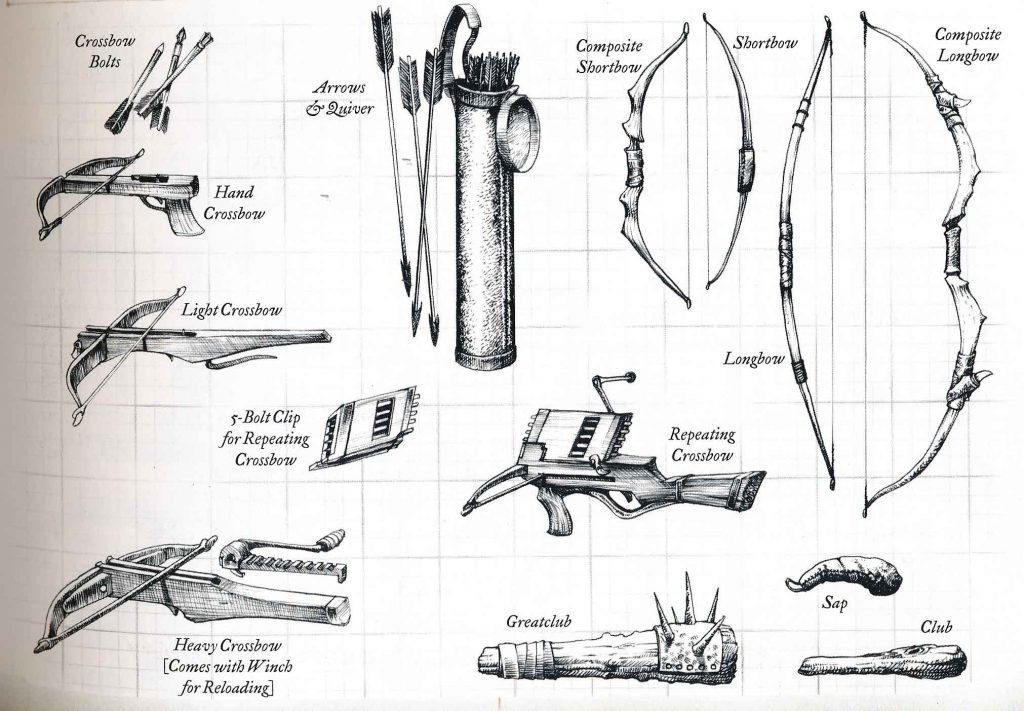 Crossbow
Bolts
Arrows
& Quiver
Composite
Shortbow
Shortbow
Composite
Longbow
Hand
Crossbow
Light Crossbow
Longbow
5-Bolt Clip
for Repeating
Crossbow
Repeating
Crossbow
Heavy Crossbow
[Comes with Winch
for Reloading]
Greatclub
Sap
Club